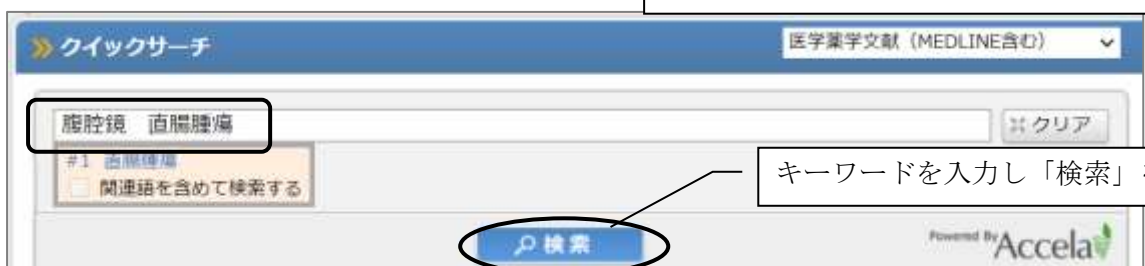 クイックサーチ
医学薬学文献（MEDLINE含む）
腹腔鏡　直腸腫瘍
クリア
#1 直腸腫瘍
関連語を含めて検索する
キーワードを入力し「検索」
検索
Powered By Accela